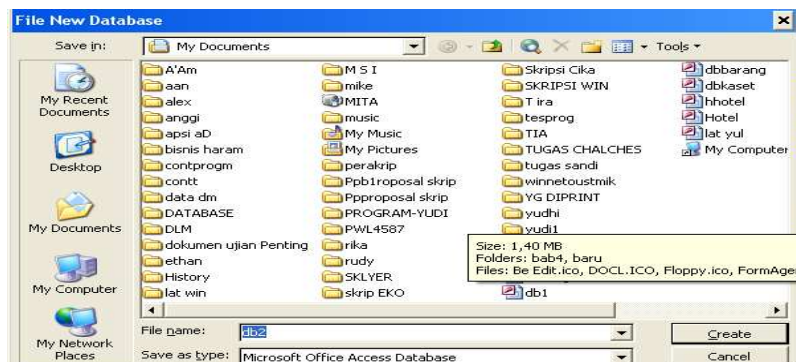 File New Database
Save in:
My Documents
Tools
My Recent
Documents
Desktop
My Documents
My Computer
My Network
Places
A'Am
aan
alex
anggi
apsi aD
bisnis haram
contprogm
contt
data dm
DATABASE
DLM
dokumen ujian Penting
ethan
History
lat win
M S I
mike
MITA
music
My Music
My Pictures
perakrip
Ppb1roposal skrip
Ppproposal skrip
PROGRAM-YUDI
PWL4587
rika
rudy
SKLYER
skrip EKO
Skripsi Cika
SKRIPSI WIN
T ira
tesprog
TIA
TUGAS CHALCHES
tugas sandi
winnetoustmik
YG DIPRINT
yudhi
yudi1
db1
dbbarang
dbkaset
hhotel
Hotel
lat yul
My Computer
Size: 1,40 MB
Folders: bab4, baru
Files: Be Edit.ico, DOCL.ICO, Floppy.ico, FormAge
File name:
db2
Create
Save as type:
Microsoft Office Access Database
Cancel